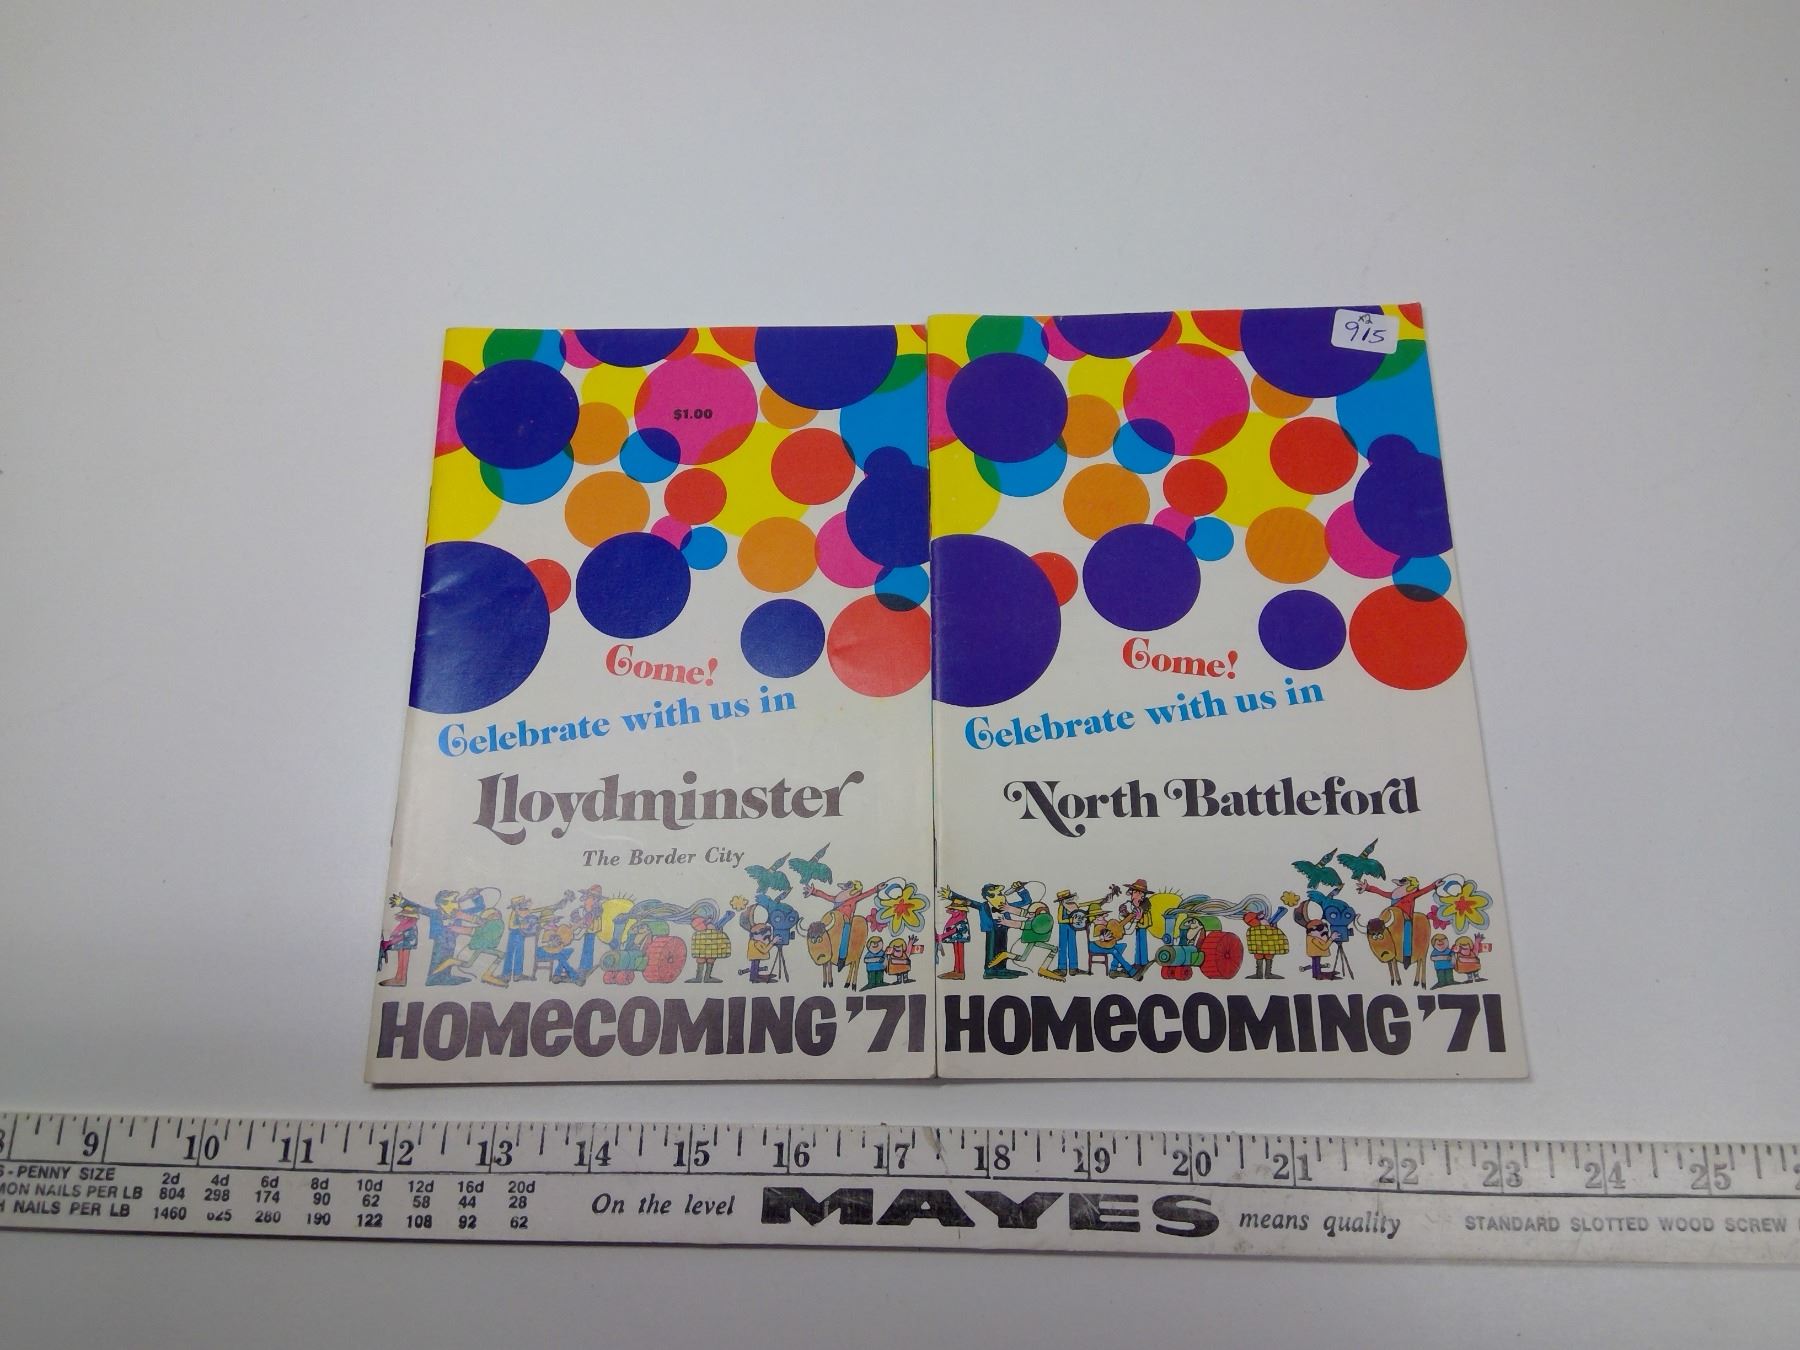 $1.00
Come!
Celebrate with us in
Lloydminster
The Border City
HOMECOMING '71
x2
915
Come!
Celebrate with us in
North Battleford
HOMECOMING '71
8 9 10 11 12 13 14 15 16 17 18 19 20 21 22 23 24 25
-PENNY SIZE 2d 4d 6d 8d 10d 12d 16d 20d
MON NAILS PER LB 804 298 174 90 62 58 44 28
H NAILS PER LB 1460 625 280 190 122 108 92 62
On the level MAYES means quality
STANDARD SLOTTED WOOD SCREW